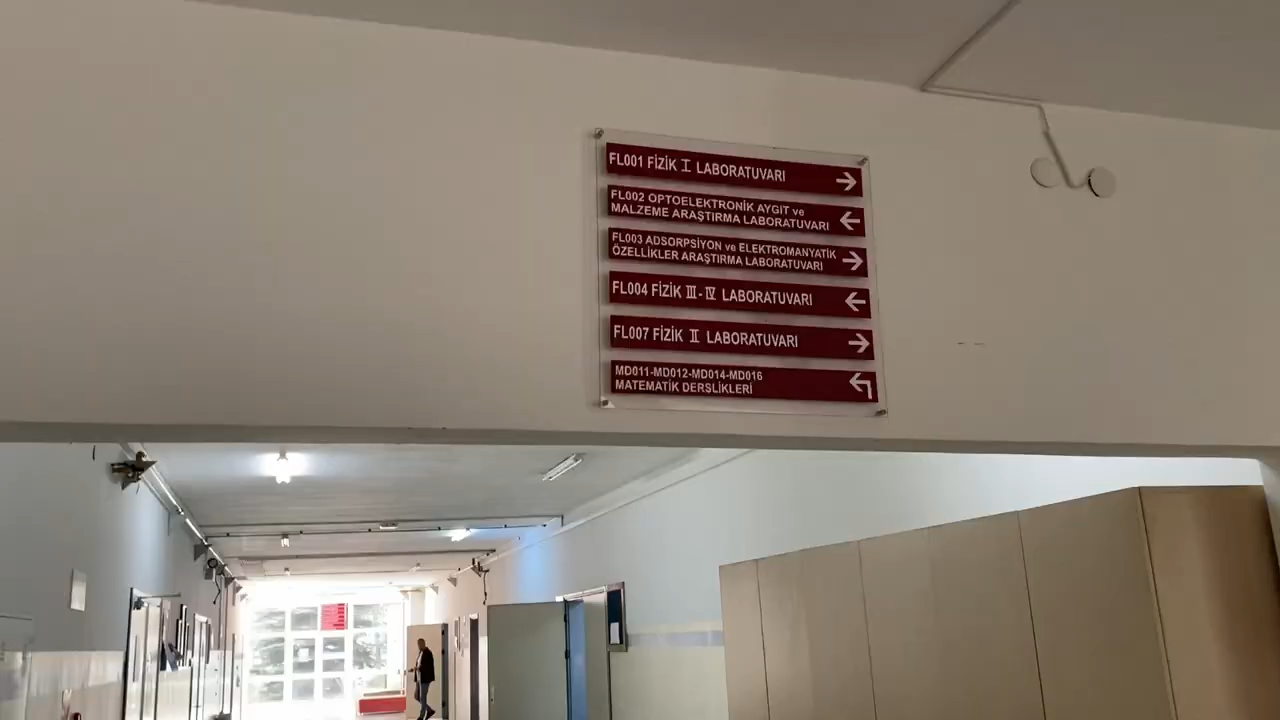 FL001 FİZİK I LABORATUVARI
FL002 OPTOELEKTRONİK AYGIT ve
MALZEME ARAŞTIRMA LABORATUVARI
FL003 ADSORPSİYON ve ELEKTROMANYATİK
ÖZELLİKLER ARAŞTIRMA LABORATUVARI
FL004 FİZİK III-IV LABORATUVARI
FL007 FİZİK II LABORATUVARI
MD011-MD012-MD014-MD016
MATEMATİK DERŞLİKLERİ